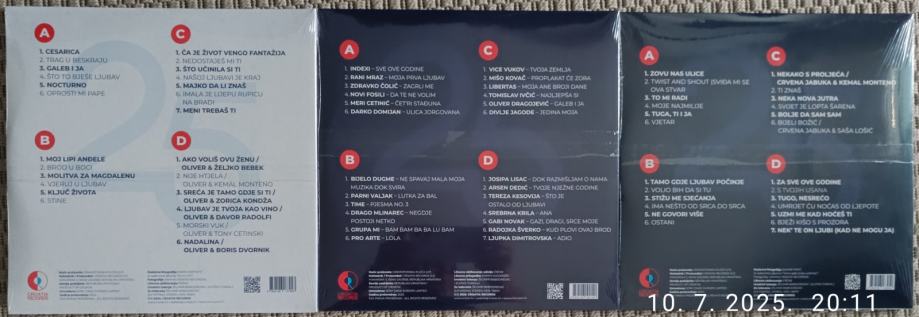 A
1. CESARICA
2. TRAG U BESKRAJU
3. GALEB I JA
4. ŠTO TO BJEŠE LJUBAV
5. NOCTURNO
6. OPROSTI MI PAPE
C
1. ČA JE ŽIVOT VENGO FANTAŽIJA
2. NEDOSTAJEŠ MI TI
3. ŠTO UČINILA SI TI
4. NAŠOJ LJUBAVI JE KRAJ
5. MAJKO DA LI ZNAŠ
6. IMALA JE LIJEPU RUPICU
NA BRADI
7. MENI TREBAŠ TI
B
1. MOJ LIPI ANĐELE
2. BROD U BOCI
3. MOLITVA ZA MAGDALENU
4. VJERUJ U LJUBAV
5. KLJUČ ŽIVOTA
6. STINE
D
1. AKO VOLIŠ OVU ŽENU /
OLIVER & ŽELJKO BEBEK
2. NIJE HTJELA /
OLIVER & KEMAL MONTENO
3. SREĆA JE TAMO GDJE SI TI /
OLIVER & ZORICA KONDŽA
4. LJUBAV JE TVOJA KAO VINO /
OLIVER & DAVOR RADOLFI
5. MORSKI VUK /
OLIVER & TONY CETINSKI
6. NADALINA /
OLIVER & BORIS DVORNIK
CROATIA
RECORDS
A
1. INDEXI – SVE OVE GODINE
2. RANI MRAZ – MOJA PRVA LJUBAV
3. ZDRAVKO ČOLIĆ – ZAGRLI ME
4. NOVI FOSILI – DA TE NE VOLIM
5. MERI CETINIĆ – ČETRI STAĐUNA
6. DARKO DOMIJAN – ULICA JORGOVANA
C
1. VICE VUKOV – TVOJA ZEMLJA
2. MIŠO KOVAČ – PROPLAKAT ĆE ZORA
3. LIBERTAS – MOJA ANE BROJI DANE
4. TOMISLAV IVČIĆ – NAJLJEPŠA SI
5. OLIVER DRAGOJEVIĆ – GALEB I JA
6. DIVLJE JAGODE – JEDINA MOJA
B
1. BIJELO DUGME – NE SPAVAJ MALA MOJA
MUZIKA DOK SVIRA
2. PARNI VALJAK – LUTKA ZA BAL
3. TIME – PJESMA NO. 3
4. DRAGO MLINAREC – NEGDJE
POSTOJI NETKO
5. GRUPA MI – BAM BAM BA BA LU BAM
6. PRO ARTE – LOLA
D
1. JOSIPA LISAC – DOK RAZMIŠLJAM O NAMA
2. ARSEN DEDIĆ – TVOJE NJEŽNE GODINE
3. TEREZA KESOVIJA – ŠTO JE
OSTALO OD LJUBAVI
4. SREBRNA KRILA – ANA
5. GABI NOVAK – GAZI, DRAGI, SRCE MOJE
6. RADOJKA ŠVERKO – KUD PLOVI OVAJ BROD
7. LJUPKA DIMITROVSKA – ADIO
A
1. ZOVU NAS ULICE
2. TWIST AND SHOUT (SVIĐA MI SE
OVA STVAR
3. TO MI RADI
4. MOJE NAJMILIJE
5. TUGA, TI I JA
6. VJETAR
C
1. NEKAKO S PROLJEĆA /
CRVENA JABUKA & KEMAL MONTENO
2. TI ZNAŠ
3. NEKA NOVA JUTRA
4. SVIJET JE LOPTA ŠARENA
5. BOLJE DA SAM SAM
6. BIJELI BOŽIĆ /
CRVENA JABUKA & SAŠA LOŠIĆ
B
1. TAMO GDJE LJUBAV POČINJE
2. VOLIO BIH DA SI TU
3. STIŽU ME SJEĆANJA
4. IMA NEŠTO OD SRCA DO SRCA
5. NE GOVORI VIŠE
6. OSTANI
D
1. ZA SVE OVE GODINE
2. S TVOJIH USANA
3. TUGO, NESREĆO
4. UMRIJET ĆU NOĆAS OD LJEPOTE
5. UZMI ME KAD HOĆEŠ TI
6. BJEŽI KIŠO S PROZORA
7. NEK' TE ON LJUBI (KAD NE MOGU JA)
10. 7. 2025. 20:11